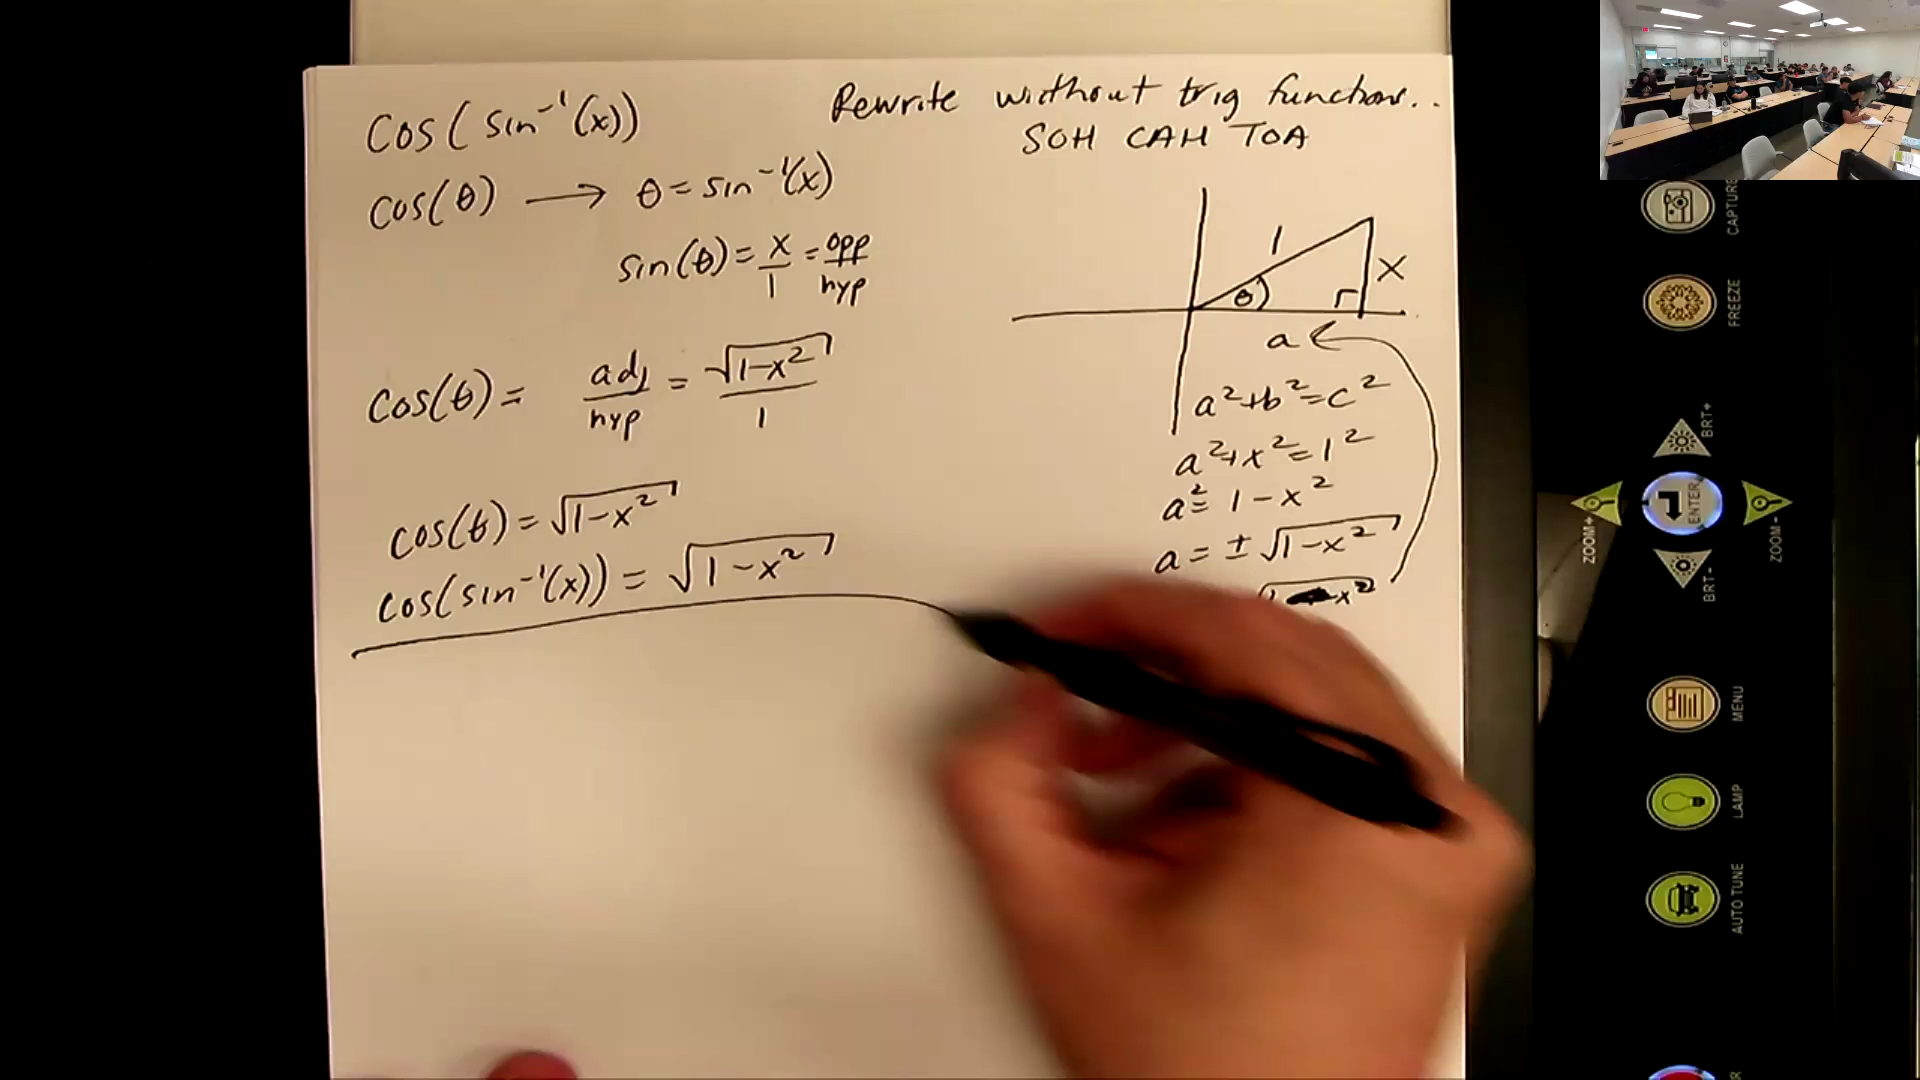 cos(sin⁻¹(x))
Rewrite without trig functions..
SOH CAH TOA
cos(θ) → θ = sin⁻¹(x)
sin(θ) = x/1 = opp/hyp
1
x
θ
a
cos(θ) = adj/hyp = √(1-x²)/1
cos(θ) = √(1-x²)
cos(sin⁻¹(x)) = √(1-x²)
a²+b²=c²
a²+x²=1²
a²=1-x²
a = ± √(1-x²)
CAPTURE
FREEZE
BRT+
ENTER
ZOOM+
ZOOM-
BRT-
MENU
LAMP
AUTO TUNE